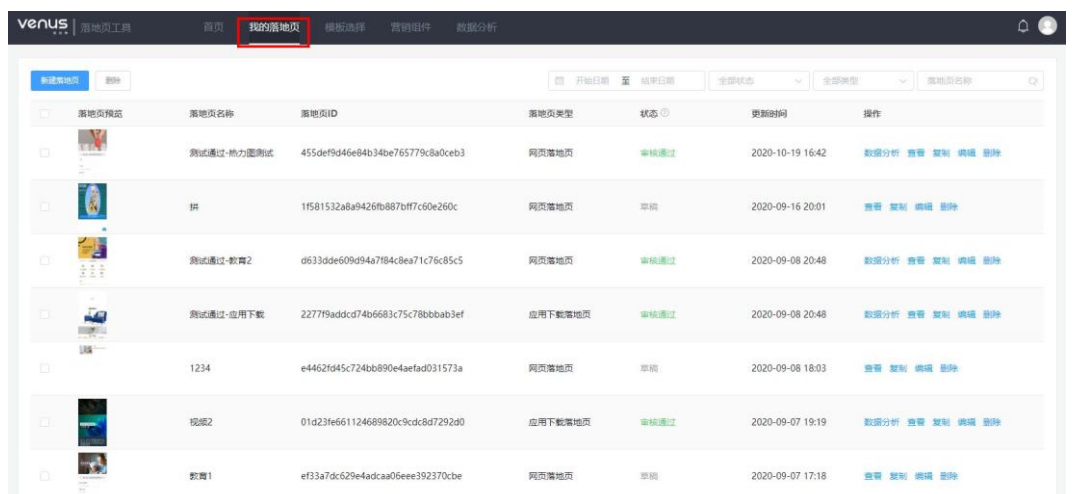 venus 落地页工具 首页 我的落地页 模板选择 营销组件 数据分析
新建落地页 删除 开始日期 至 结束日期 全部状态 全部类型 落地页名称
落地页预览 落地页名称 落地页ID 落地页类型 状态 更新时间 操作
测试通过-热力图测试 455def9d46e84b34be765779c8a0ceb3 网页落地页 审核通过 2020-10-19 16:42 数据分析 查看 复制 编辑 删除
拼 1f581532a8a9426fb887bff7c60e260c 网页落地页 草稿 2020-09-16 20:01 查看 复制 编辑 删除
测试通过-教育2 d633dde609d94a7f84c8ea71c76c85c5 网页落地页 审核通过 2020-09-08 20:48 数据分析 查看 复制 编辑 删除
测试通过-应用下载 2277f9addcd74b6683c75c78bbbab3ef 应用下载落地页 审核通过 2020-09-08 20:48 数据分析 查看 复制 编辑 删除
1234 e4462fd45c724bb890e4aefad031573a 网页落地页 草稿 2020-09-08 18:03 查看 复制 编辑 删除
视频2 01d23fe661124689820c9cdc8d7292d0 应用下载落地页 审核通过 2020-09-07 19:19 数据分析 查看 复制 编辑 删除
教育1 ef33a7dc629e4adcaa06eee392370cbe 网页落地页 草稿 2020-09-07 17:18 查看 复制 编辑 删除